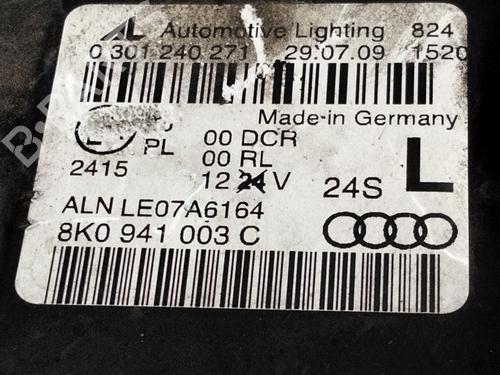 AL Automotive Lighting 824
0 301 240 271 29.07.09 1520
Made-in Germany
PL 00 DCR
00 RL
2415 12 24 V 24S L
ALN LE07A6164
8K0 941 003 C